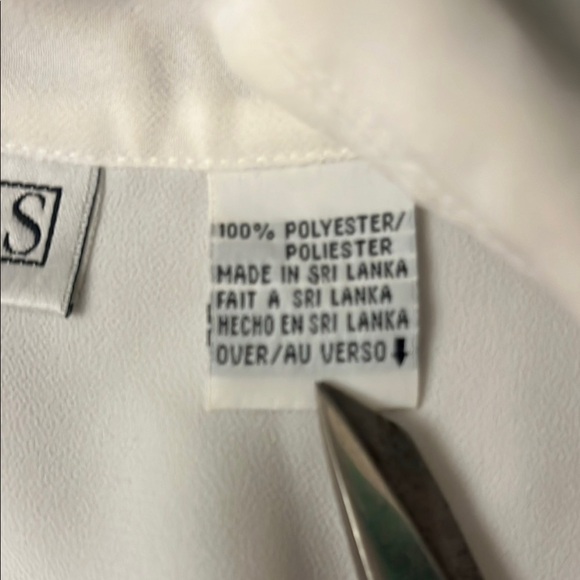 S
100% POLYESTER/
POLIESTER
MADE IN SRI LANKA
FAIT A SRI LANKA
HECHO EN SRI LANKA
OVER/AU VERSO